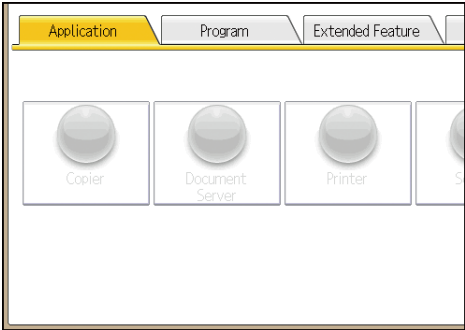 Application
Program
Extended Feature
Copier
Document
Server
Printer